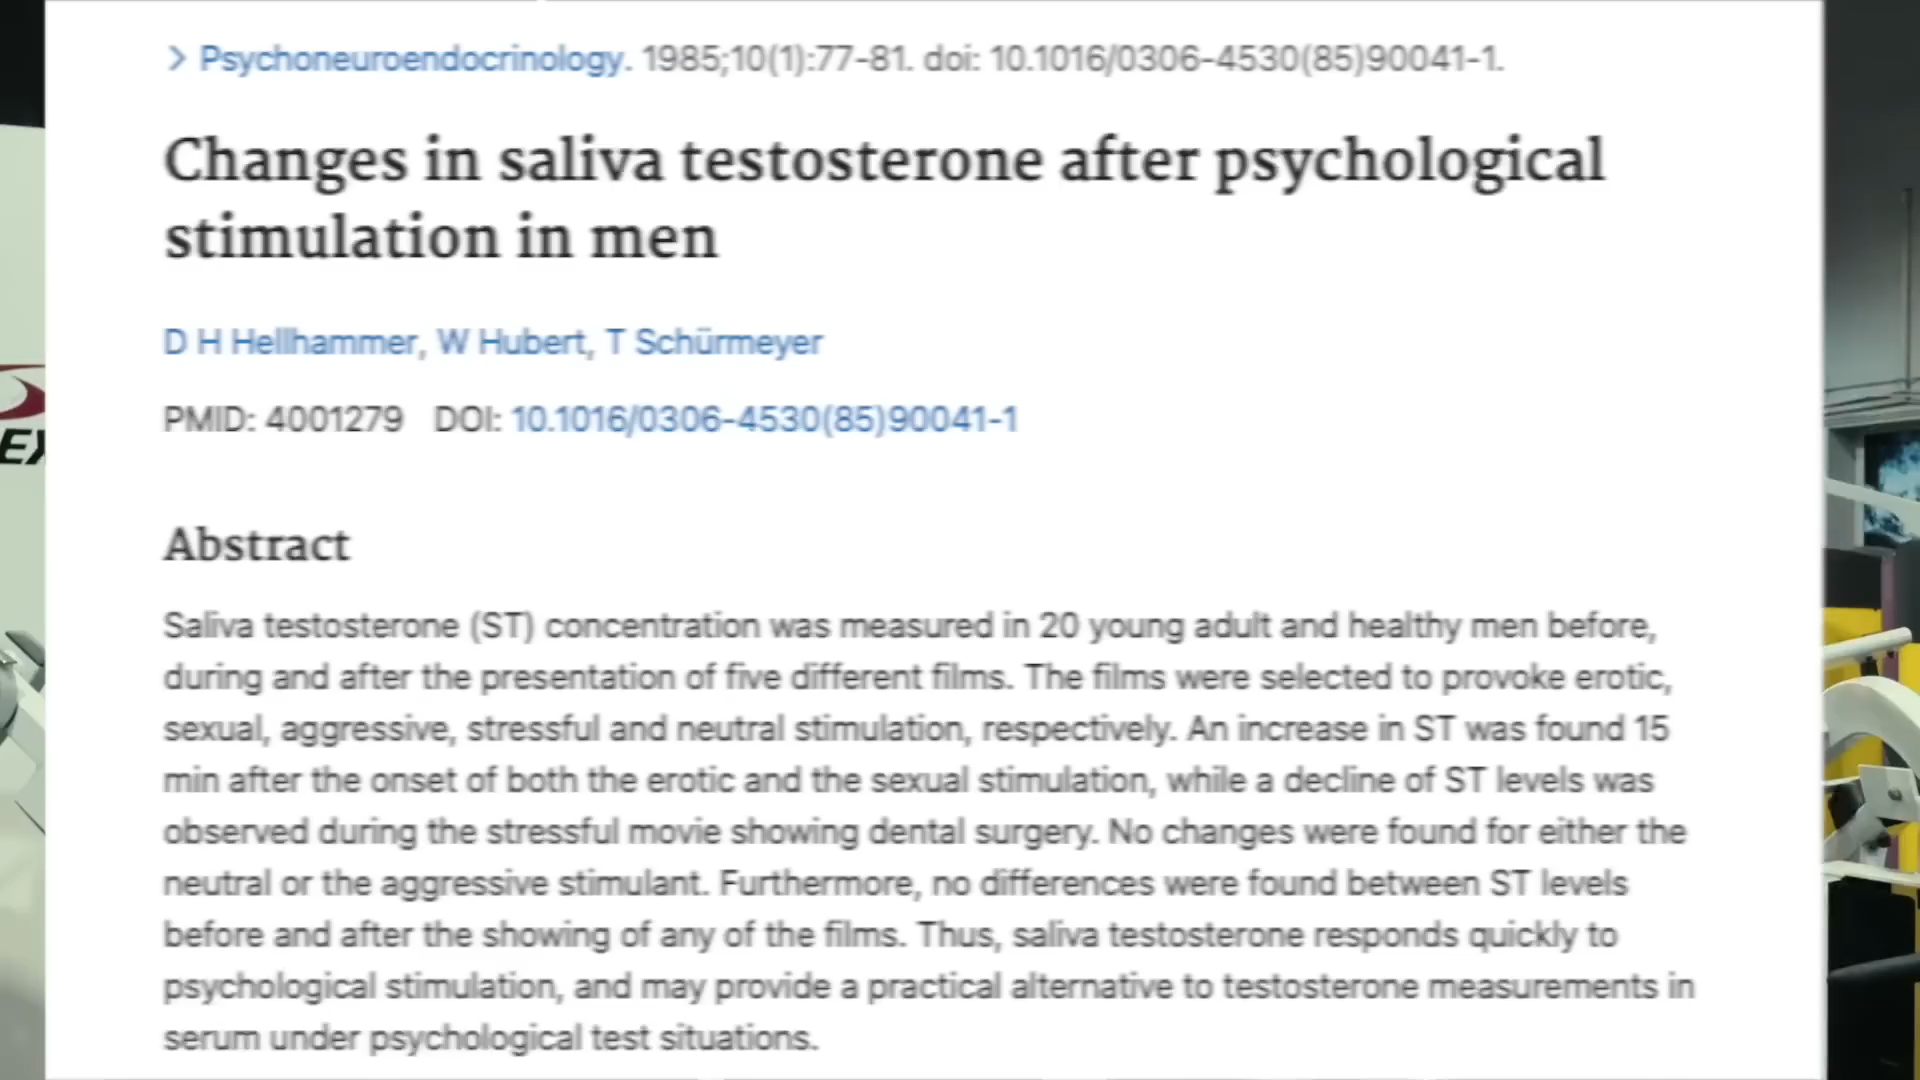 > Psychoneuroendocrinology. 1985;10(1):77-81. doi: 10.1016/0306-4530(85)90041-1.
Changes in saliva testosterone after psychological
stimulation in men
D H Hellhammer, W Hubert, T Schürmeyer
PMID: 4001279 DOI: 10.1016/0306-4530(85)90041-1
Abstract
Saliva testosterone (ST) concentration was measured in 20 young adult and healthy men before,
during and after the presentation of five different films. The films were selected to provoke erotic,
sexual, aggressive, stressful and neutral stimulation, respectively. An increase in ST was found 15
min after the onset of both the erotic and the sexual stimulation, while a decline of ST levels was
observed during the stressful movie showing dental surgery. No changes were found for either the
neutral or the aggressive stimulant. Furthermore, no differences were found between ST levels
before and after the showing of any of the films. Thus, saliva testosterone responds quickly to
psychological stimulation, and may provide a practical alternative to testosterone measurements in
serum under psychological test situations.
EX